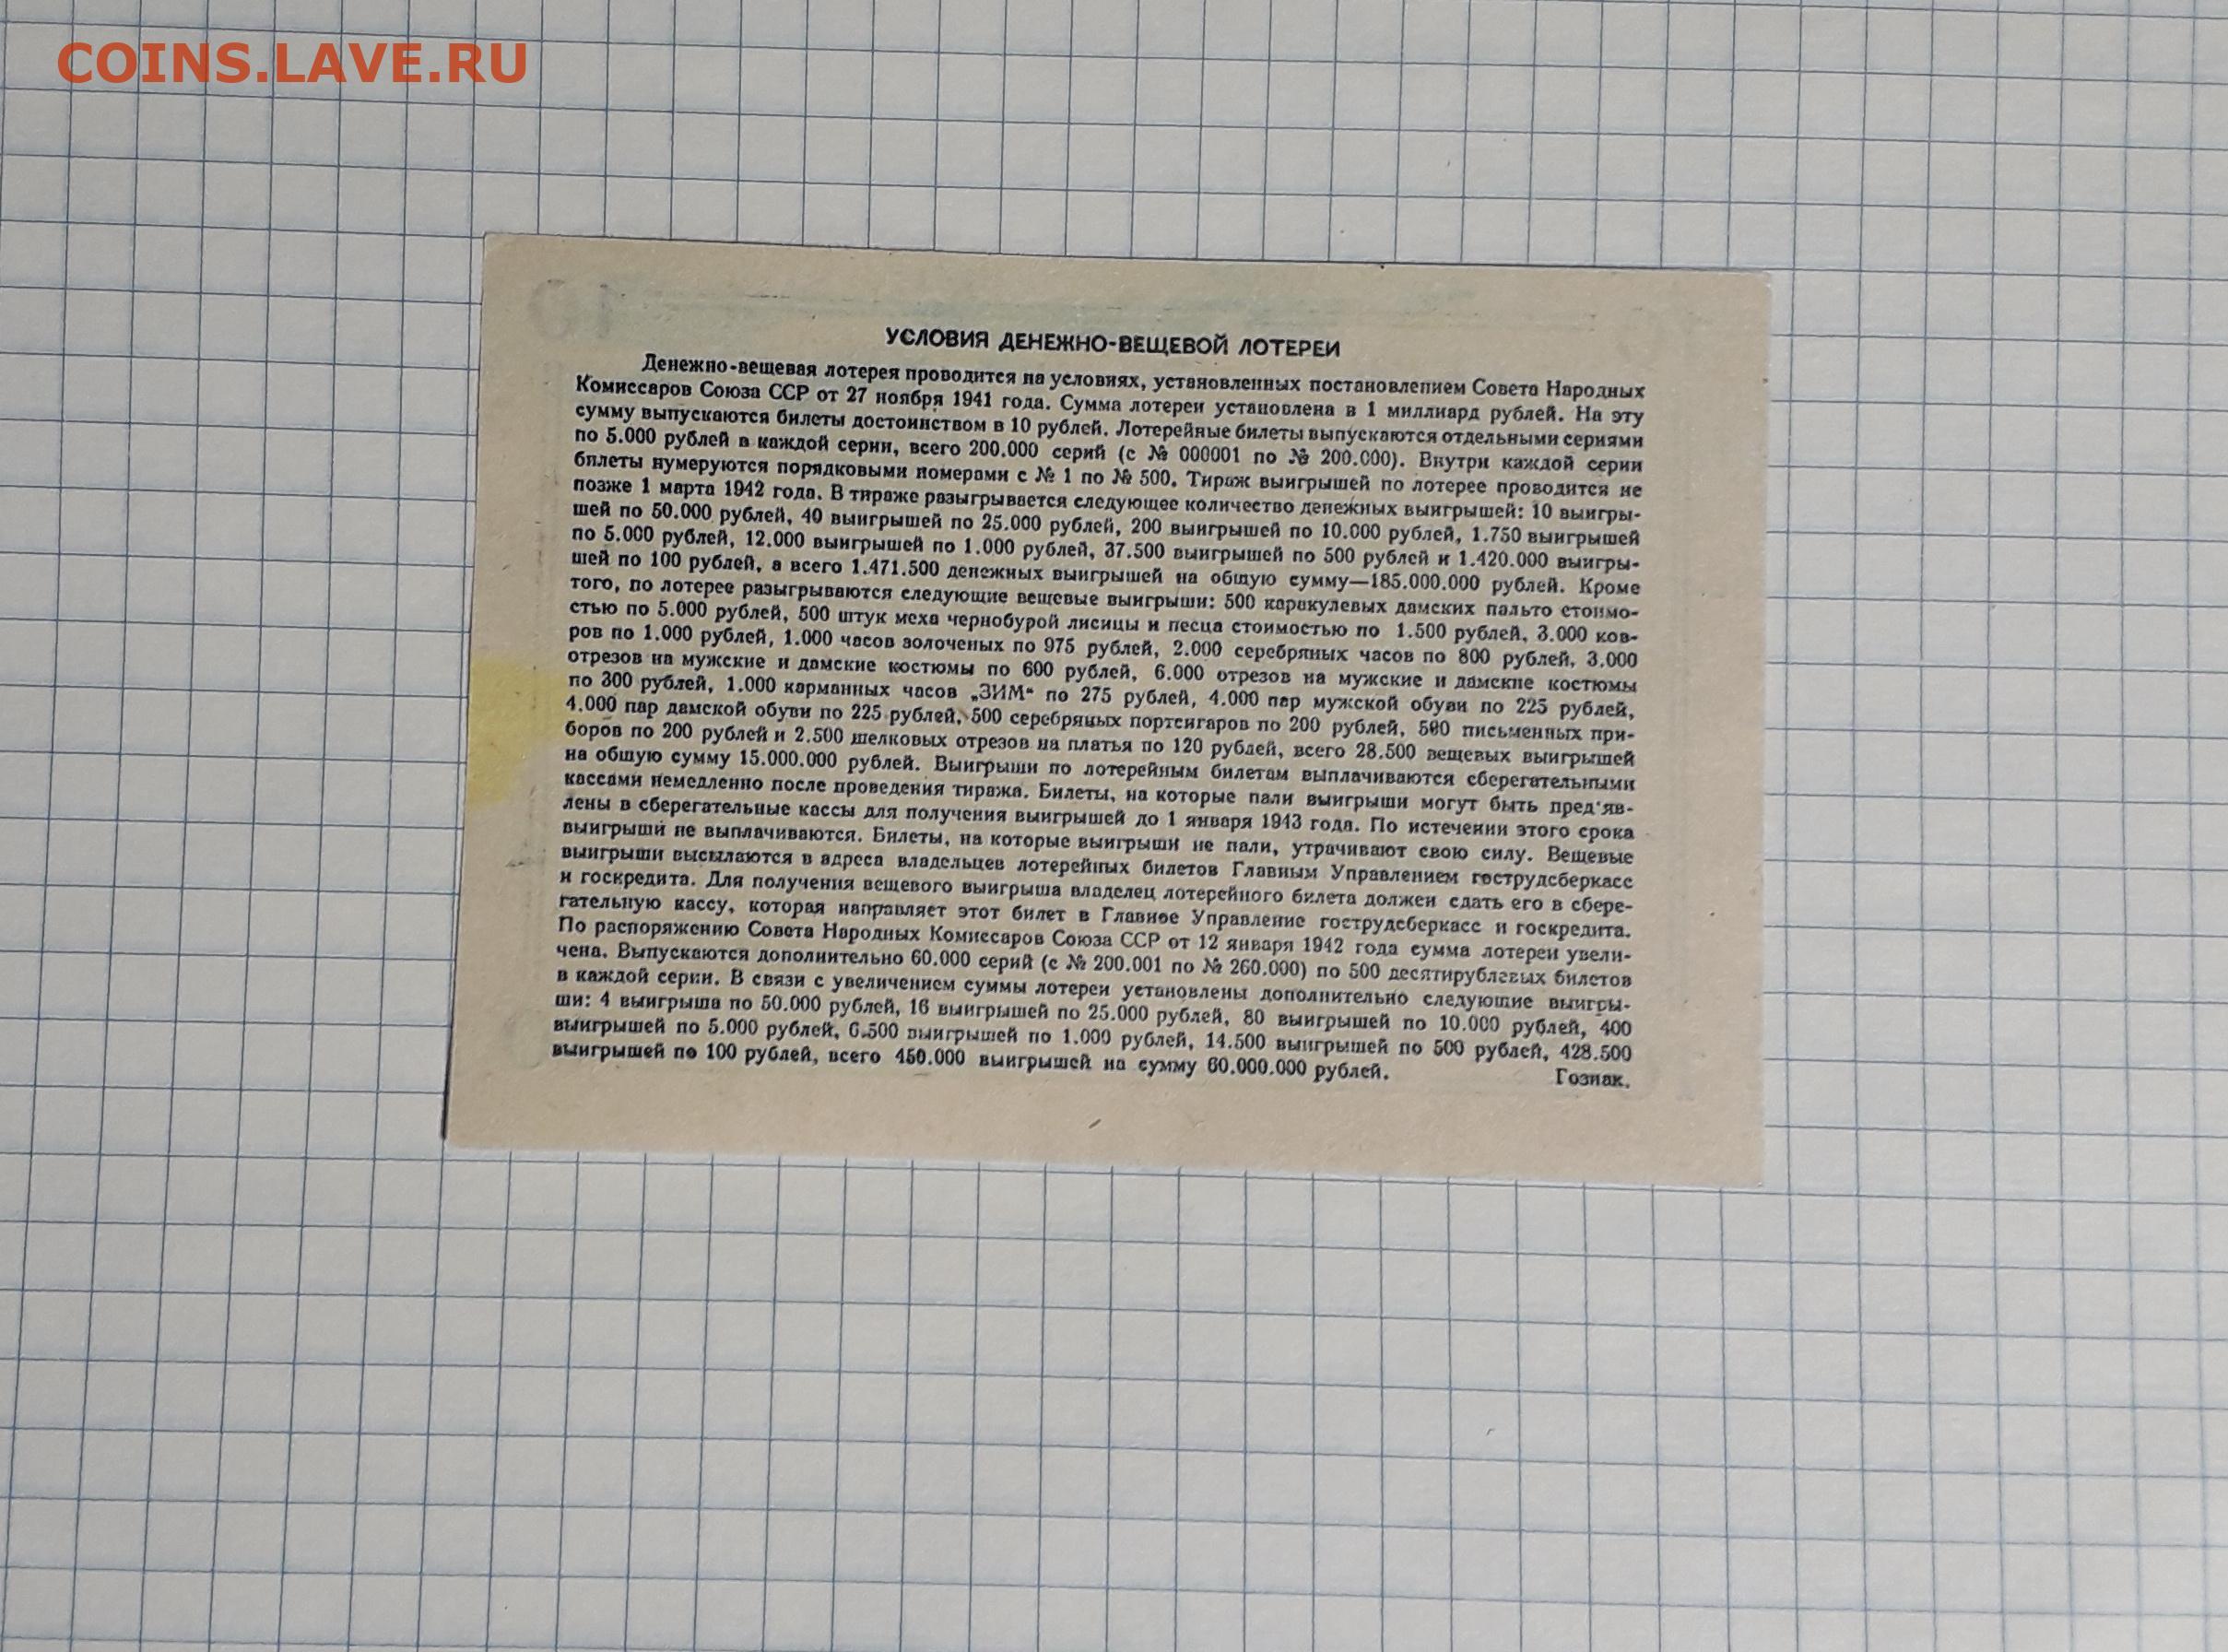 COINS.LAVE.RU
УСЛОВИЯ ДЕНЕЖНО-ВЕЩЕВОЙ ЛОТЕРЕИ
Денежно-вещевая лотерея проводится на условиях, установленных постановлением Совета Народных
Комиссаров Союза ССР от 27 ноября 1941 года. Сумма лотереи установлена в 1 миллиард рублей. На эту
сумму выпускаются билеты достоинством в 10 рублей. Лотерейные билеты выпускаются отдельными сериями
по 5.000 рублей в каждой серии, всего 200.000 серий (с № 000001 по № 200.000). Внутри каждой серии
билеты нумеруются порядковыми номерами с № 1 по № 500. Тираж выигрышей по лотерее проводится не
позже 1 марта 1942 года. В тираже разыгрывается следующее количество денежных выигрышей: 10 выигры-
шей по 50.000 рублей, 40 выигрышей по 25.000 рублей, 200 выигрышей по 10.000 рублей, 1.750 выигрышей
по 5.000 рублей, 12.000 выигрышей по 1.000 рублей, 37.500 выигрышей по 500 рублей и 1.420.000 выигры-
шей по 100 рублей, а всего 1.471.500 денежных выигрышей на общую сумму—185.000.000 рублей. Кроме
того, по лотерее разыгрываются следующие вещевые выигрыши: 500 каракулевых дамских пальто стоимо-
стью по 5.000 рублей, 500 штук меха чернобурой лисицы и песца стоимостью по 1.500 рублей, 3.000 ков-
ров по 1.000 рублей, 1.000 часов золоченых по 975 рублей, 2.000 серебряных часов по 800 рублей, 3.000
отрезов на мужские и дамские костюмы по 600 рублей, 6.000 отрезов на мужские и дамские костюмы
по 300 рублей, 1.000 карманных часов „ЗИМ“ по 275 рублей, 4.000 пар мужской обуви по 225 рублей,
4.000 пар дамской обуви по 225 рублей, 500 серебряных портсигаров по 200 рублей, 500 письменных при-
боров по 200 рублей и 2.500 шелковых отрезов на платья по 120 рублей, всего 28.500 вещевых выигрышей
на общую сумму 15.000.000 рублей. Выигрыши по лотерейным билетам выплачиваются сберегательными
кассами немедленно после проведения тиража. Билеты, на которые пали выигрыши могут быть пред'яв-
лены в сберегательные кассы для получения выигрышей до 1 января 1943 года. По истечении этого срока
выигрыши не выплачиваются. Билеты, на которые выигрыши не пали, утрачивают свою силу. Вещевые
выигрыши высылаются в адреса владельцев лотерейных билетов Главным Управлением гострудсберкасс
и госкредита. Для получения вещевого выигрыша владелец лотерейного билета должен сдать его в сбере-
гательную кассу, которая направляет этот билет в Главное Управление гострудсберкасс и госкредита.
По распоряжению Совета Народных Комиссаров Союза ССР от 12 января 1942 года сумма лотереи увели-
чена. Выпускаются дополнительно 60.000 серий (с № 200.001 по № 260.000) по 500 десятирублевых билетов
в каждой серии. В связи с увеличением суммы лотереи установлены дополнительно следующие выигры-
ши: 4 выигрыша по 50.000 рублей, 16 выигрышей по 25.000 рублей, 80 выигрышей по 10.000 рублей, 400
выигрышей по 5.000 рублей, 6.500 выигрышей по 1.000 рублей, 14.500 выигрышей по 500 рублей, 428.500
выигрышей по 100 рублей, всего 450.000 выигрышей на сумму 60.000.000 рублей. Гознак.